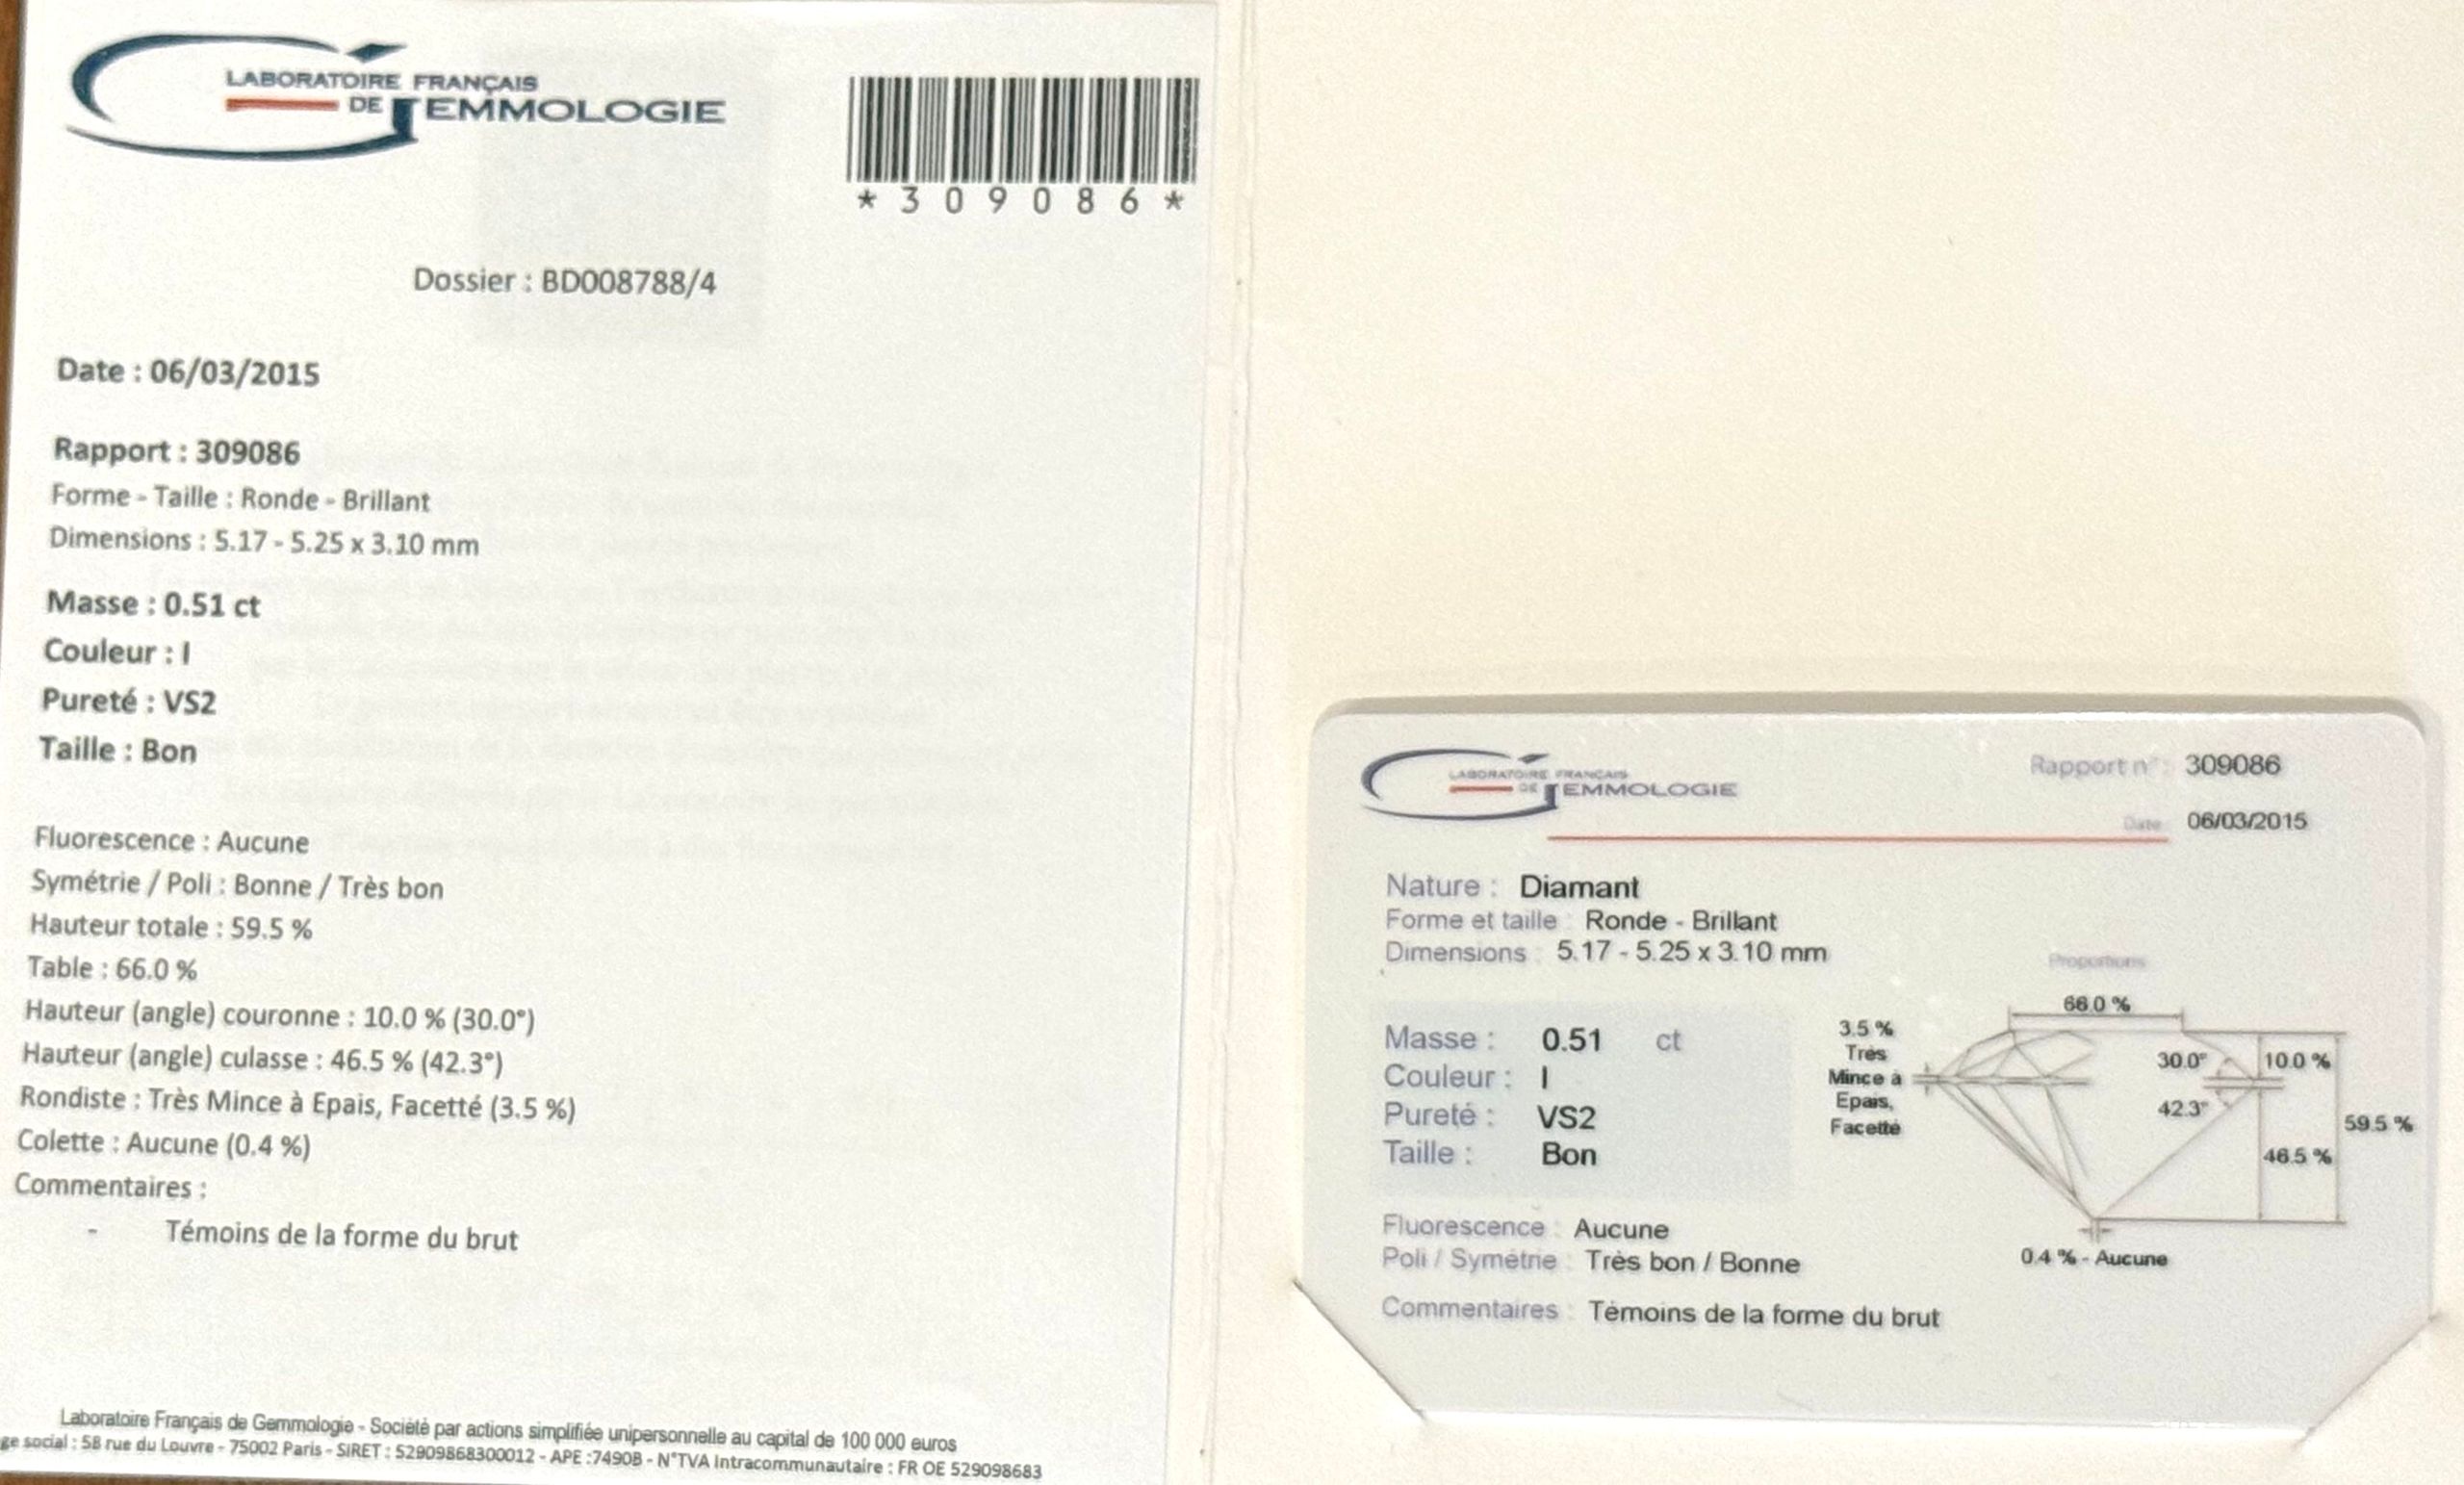 LABORATOIRE FRANÇAIS
DE GEMMOLOGIE
*309086*
Dossier : BD008788/4
Date : 06/03/2015
Rapport : 309086
Forme - Taille : Ronde - Brillant
Dimensions : 5.17 - 5.25 x 3.10 mm
Masse : 0.51 ct
Couleur : I
Pureté : VS2
Taille : Bon
Fluorescence : Aucune
Symétrie / Poli : Bonne / Très bon
Hauteur totale : 59.5 %
Table : 66.0 %
Hauteur (angle) couronne : 10.0 % (30.0°)
Hauteur (angle) culasse : 46.5 % (42.3°)
Rondiste : Très Mince à Epais, Facetté (3.5 %)
Colette : Aucune (0.4 %)
Commentaires :
- Témoins de la forme du brut
Laboratoire Français de Gemmologie - Société par actions simplifiée unipersonnelle au capital de 100 000 euros
ge social : 58 rue du Louvre - 75002 Paris - SIRET : 52909868300012 - APE :7490B - N°TVA Intracommunautaire : FR OE 529098683
LABORATOIRE FRANÇAIS
DE GEMMOLOGIE
Rapport n° : 309086
Date 06/03/2015
Nature : Diamant
Forme et taille : Ronde - Brillant
Dimensions : 5.17 - 5.25 x 3.10 mm
Masse : 0.51 ct
Couleur : I
Pureté : VS2
Taille : Bon
Fluorescence : Aucune
Poli / Symétrie : Très bon / Bonne
Commentaires : Témoins de la forme du brut
Proportions
66.0 %
3.5 %
Très
Mince à
Epais,
Facetté
30.0°
10.0 %
42.3°
59.5 %
46.5 %
0.4 % - Aucune